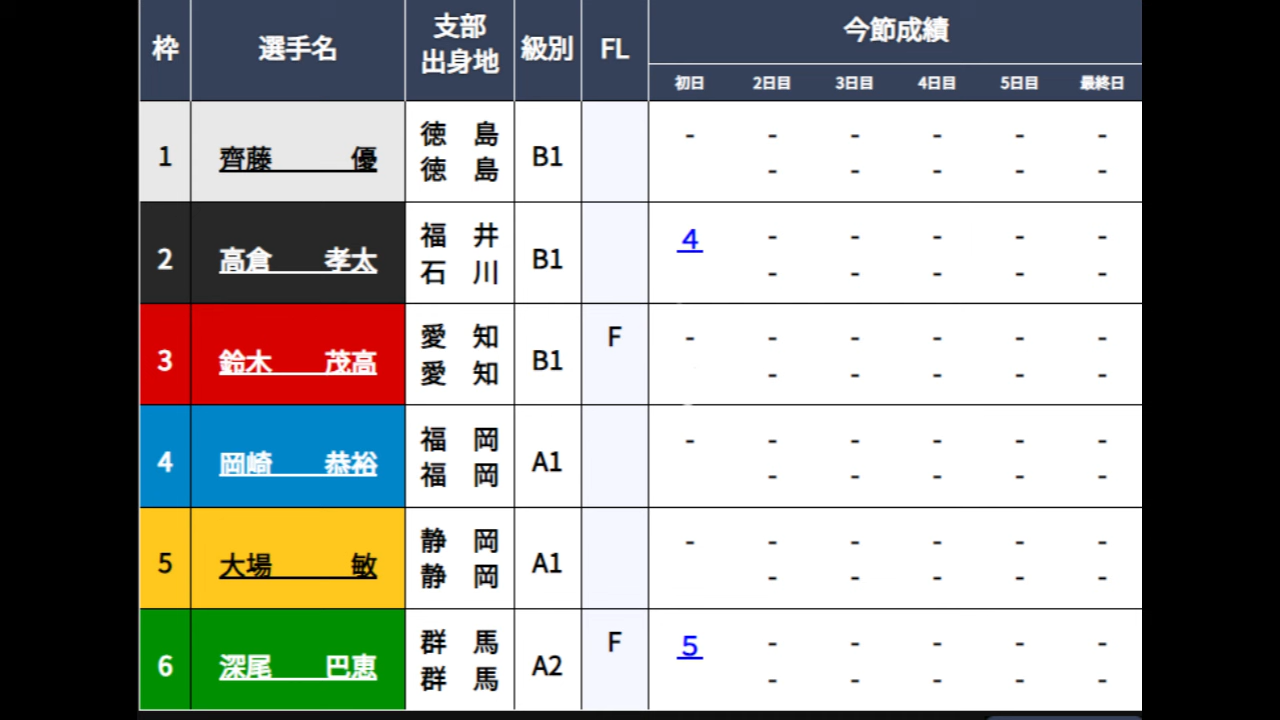 枠 選手名 支部 級別 FL 今節成績
出身地
初日 2日目 3日目 4日目 5日目 最終日
1 齊藤 優 徳 島 B1 - - - - - -
徳 島 - - - - -
2 高倉 孝太 福 井 B1 4 - - - - -
石 川 - - - - -
3 鈴木 茂高 愛 知 B1 F - - - - - -
愛 知 - - - - -
4 岡崎 恭裕 福 岡 A1 - - - - - -
福 岡 - - - - -
5 大場 敏 静 岡 A1 - - - - - -
静 岡 - - - - -
6 深尾 巴恵 群 馬 A2 F 5 - - - - -
群 馬 - - - - -